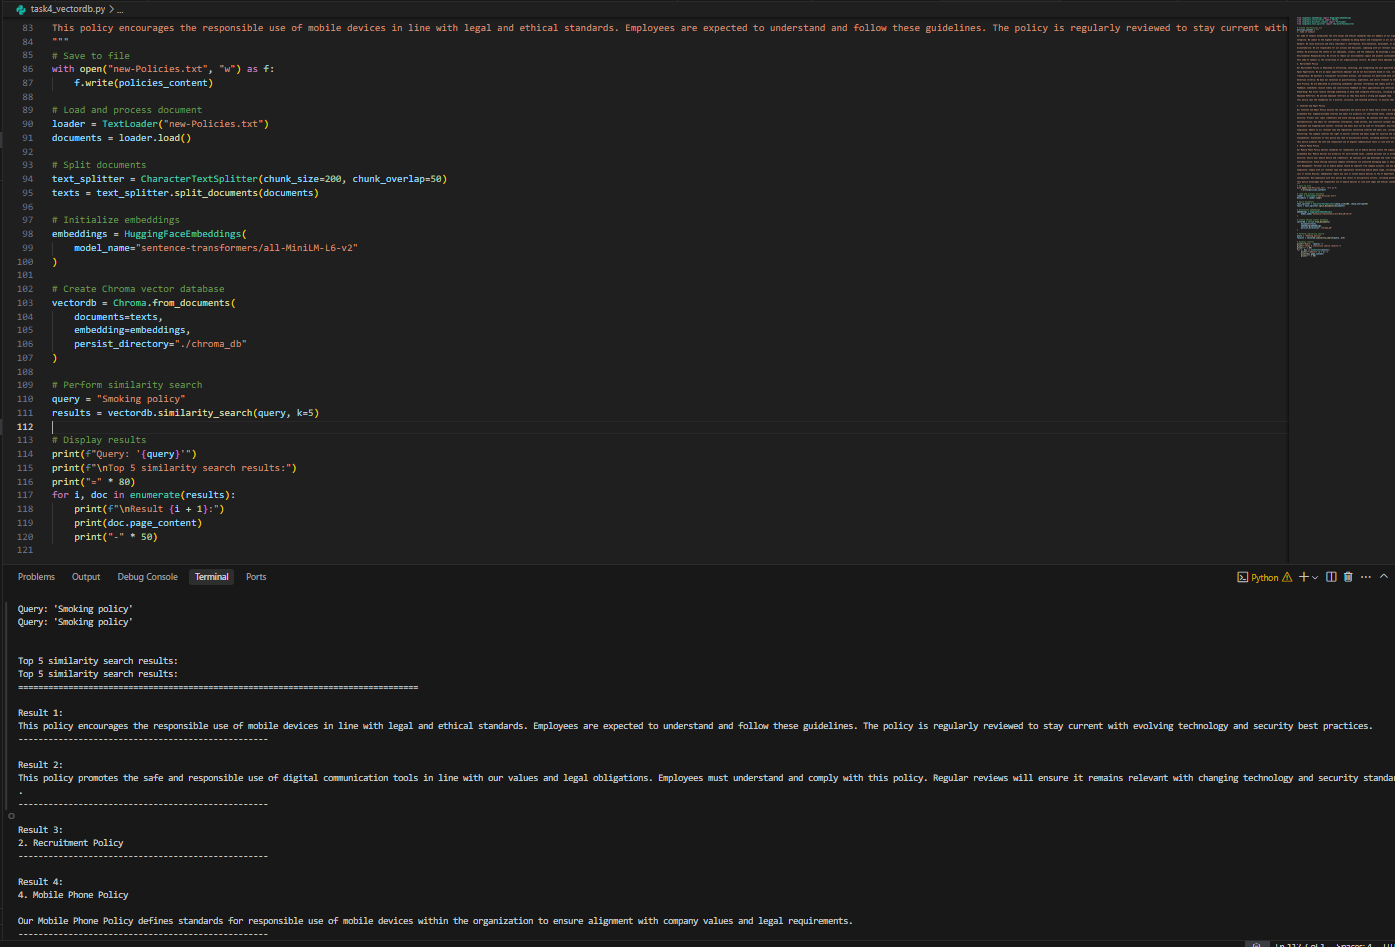 task4_vectordb.py > ...
83 This policy encourages the responsible use of mobile devices in line with legal and ethical standards. Employees are expected to understand and follow these guidelines. The policy is regularly reviewed to stay current with
84 """
85 # Save to file
86 with open("new-Policies.txt", "w") as f:
87     f.write(policies_content)
88
89 # Load and process document
90 loader = TextLoader("new-Policies.txt")
91 documents = loader.load()
92
93 # Split documents
94 text_splitter = CharacterTextSplitter(chunk_size=200, chunk_overlap=50)
95 texts = text_splitter.split_documents(documents)
96
97 # Initialize embeddings
98 embeddings = HuggingFaceEmbeddings(
99     model_name="sentence-transformers/all-MiniLM-L6-v2"
100 )
101
102 # Create Chroma vector database
103 vectordb = Chroma.from_documents(
104     documents=texts,
105     embedding=embeddings,
106     persist_directory="./chroma_db"
107 )
108
109 # Perform similarity search
110 query = "Smoking policy"
111 results = vectordb.similarity_search(query, k=5)
112
113 # Display results
114 print(f"Query: '{query}'")
115 print(f"\nTop 5 similarity search results:")
116 print("=" * 80)
117 for i, doc in enumerate(results):
118     print(f"\nResult {i + 1}:")
119     print(doc.page_content)
120     print("-" * 50)
121
Problems Output Debug Console Terminal Ports Python
Query: 'Smoking policy'
Query: 'Smoking policy'
Top 5 similarity search results:
Top 5 similarity search results:
================================================================================
Result 1:
This policy encourages the responsible use of mobile devices in line with legal and ethical standards. Employees are expected to understand and follow these guidelines. The policy is regularly reviewed to stay current with evolving technology and security best practices.
--------------------------------------------------
Result 2:
This policy promotes the safe and responsible use of digital communication tools in line with our values and legal obligations. Employees must understand and comply with this policy. Regular reviews will ensure it remains relevant with changing technology and security standar
.
--------------------------------------------------
Result 3:
2. Recruitment Policy
--------------------------------------------------
Result 4:
4. Mobile Phone Policy
Our Mobile Phone Policy defines standards for responsible use of mobile devices within the organization to ensure alignment with company values and legal requirements.
--------------------------------------------------